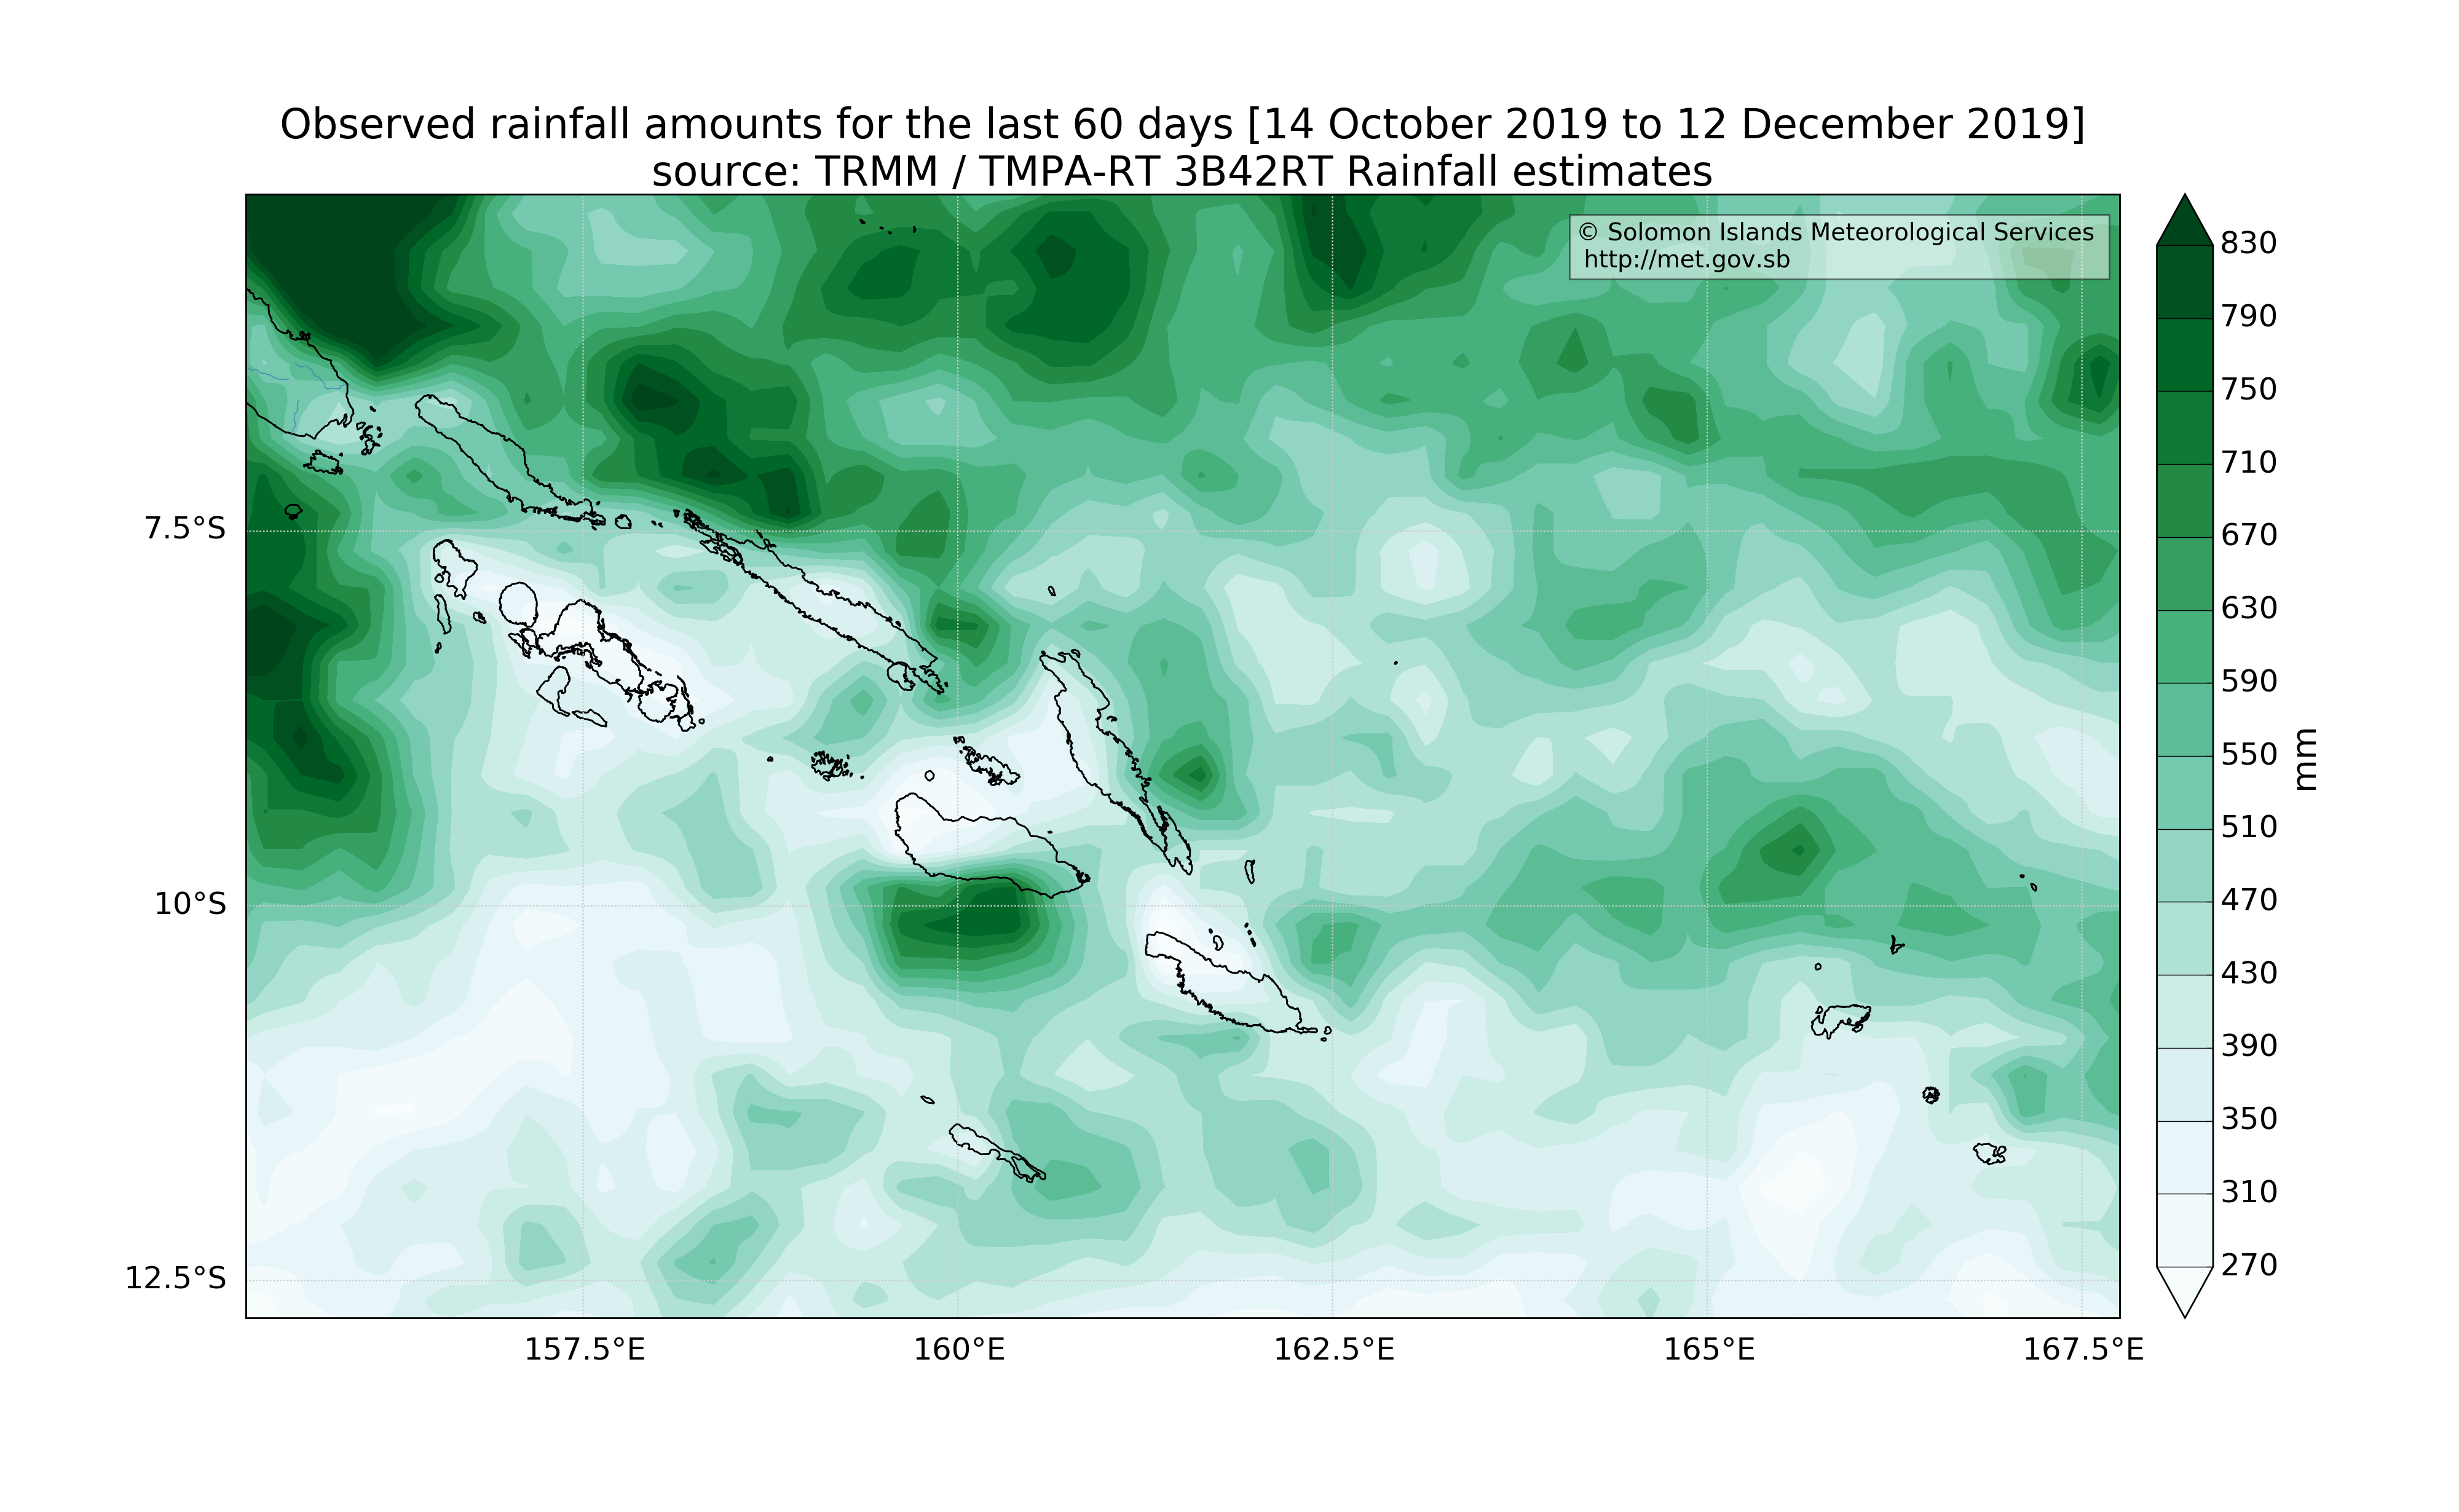 Observed rainfall amounts for the last 60 days [14 October 2019 to 12 December 2019]
source: TRMM / TMPA-RT 3B42RT Rainfall estimates
© Solomon Islands Meteorological Services
http://met.gov.sb
7.5°S
10°S
12.5°S
157.5°E
160°E
162.5°E
165°E
167.5°E
830
790
750
710
670
630
590
550
510
470
430
390
350
310
270
mm